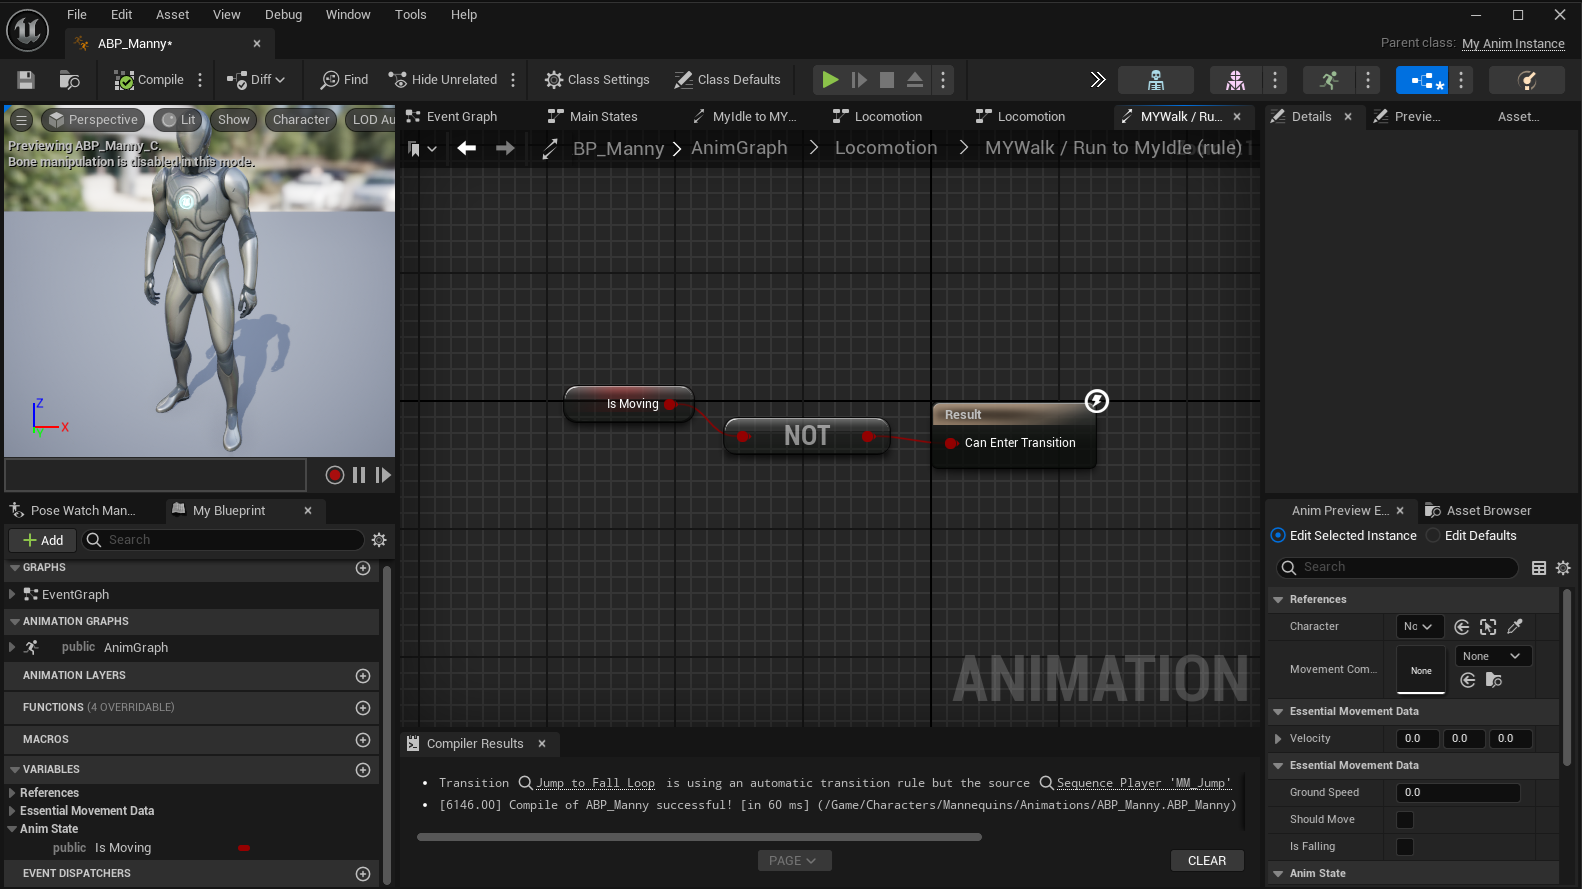 File Edit Asset View Debug Window Tools Help
ABP_Manny*
Parent class: My Anim Instance
Compile Diff Find Hide Unrelated Class Settings Class Defaults
Perspective Lit Show Character LOD Au
Previewing ABP_Manny_C.
Bone manipulation is disabled in this mode.
Z
X
Event Graph Main States MyIdle to MY... Locomotion Locomotion MYWalk / Ru...
BP_Manny > AnimGraph > Locomotion > MYWalk / Run to MyIdle (rule)
Is Moving
NOT
Result
Can Enter Transition
ANIMATION
Pose Watch Man... My Blueprint
Add Search
GRAPHS
EventGraph
ANIMATION GRAPHS
public AnimGraph
ANIMATION LAYERS
FUNCTIONS (4 OVERRIDABLE)
MACROS
VARIABLES
References
Essential Movement Data
Anim State
public Is Moving
EVENT DISPATCHERS
Compiler Results
• Transition Jump to Fall Loop is using an automatic transition rule but the source Sequence Player 'MM_Jump'
• [6146.00] Compile of ABP_Manny successful! [in 60 ms] (/Game/Characters/Mannequins/Animations/ABP_Manny.ABP_Manny)
PAGE CLEAR
Details Previe... Asset...
Anim Preview E... Asset Browser
Edit Selected Instance Edit Defaults
Search
References
Character Nc
Movement Com... None None
Essential Movement Data
Velocity 0.0 0.0 0.0
Essential Movement Data
Ground Speed 0.0
Should Move
Is Falling
Anim State